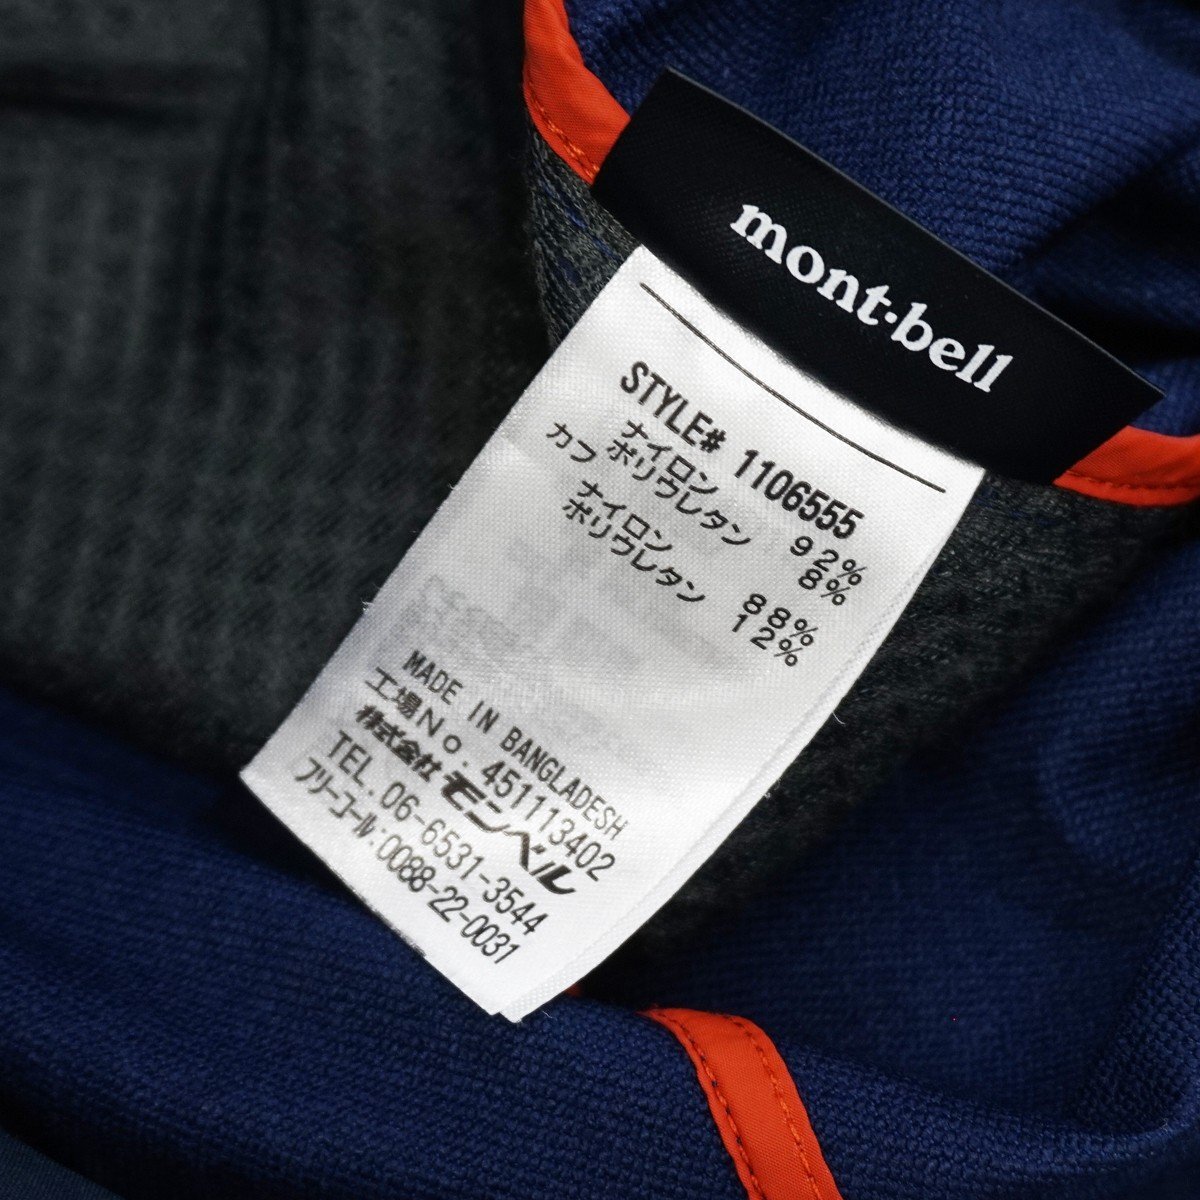 mont·bell
STYLE# 1106555
ナイロン 92%
ポリウレタン 8%
カフ
ナイロン 88%
ポリウレタン 12%
MADE IN BANGLADESH
工場No.451113402
株式会社モンベル
TEL.06-6531-3544
フリーコール:0088-22-0031